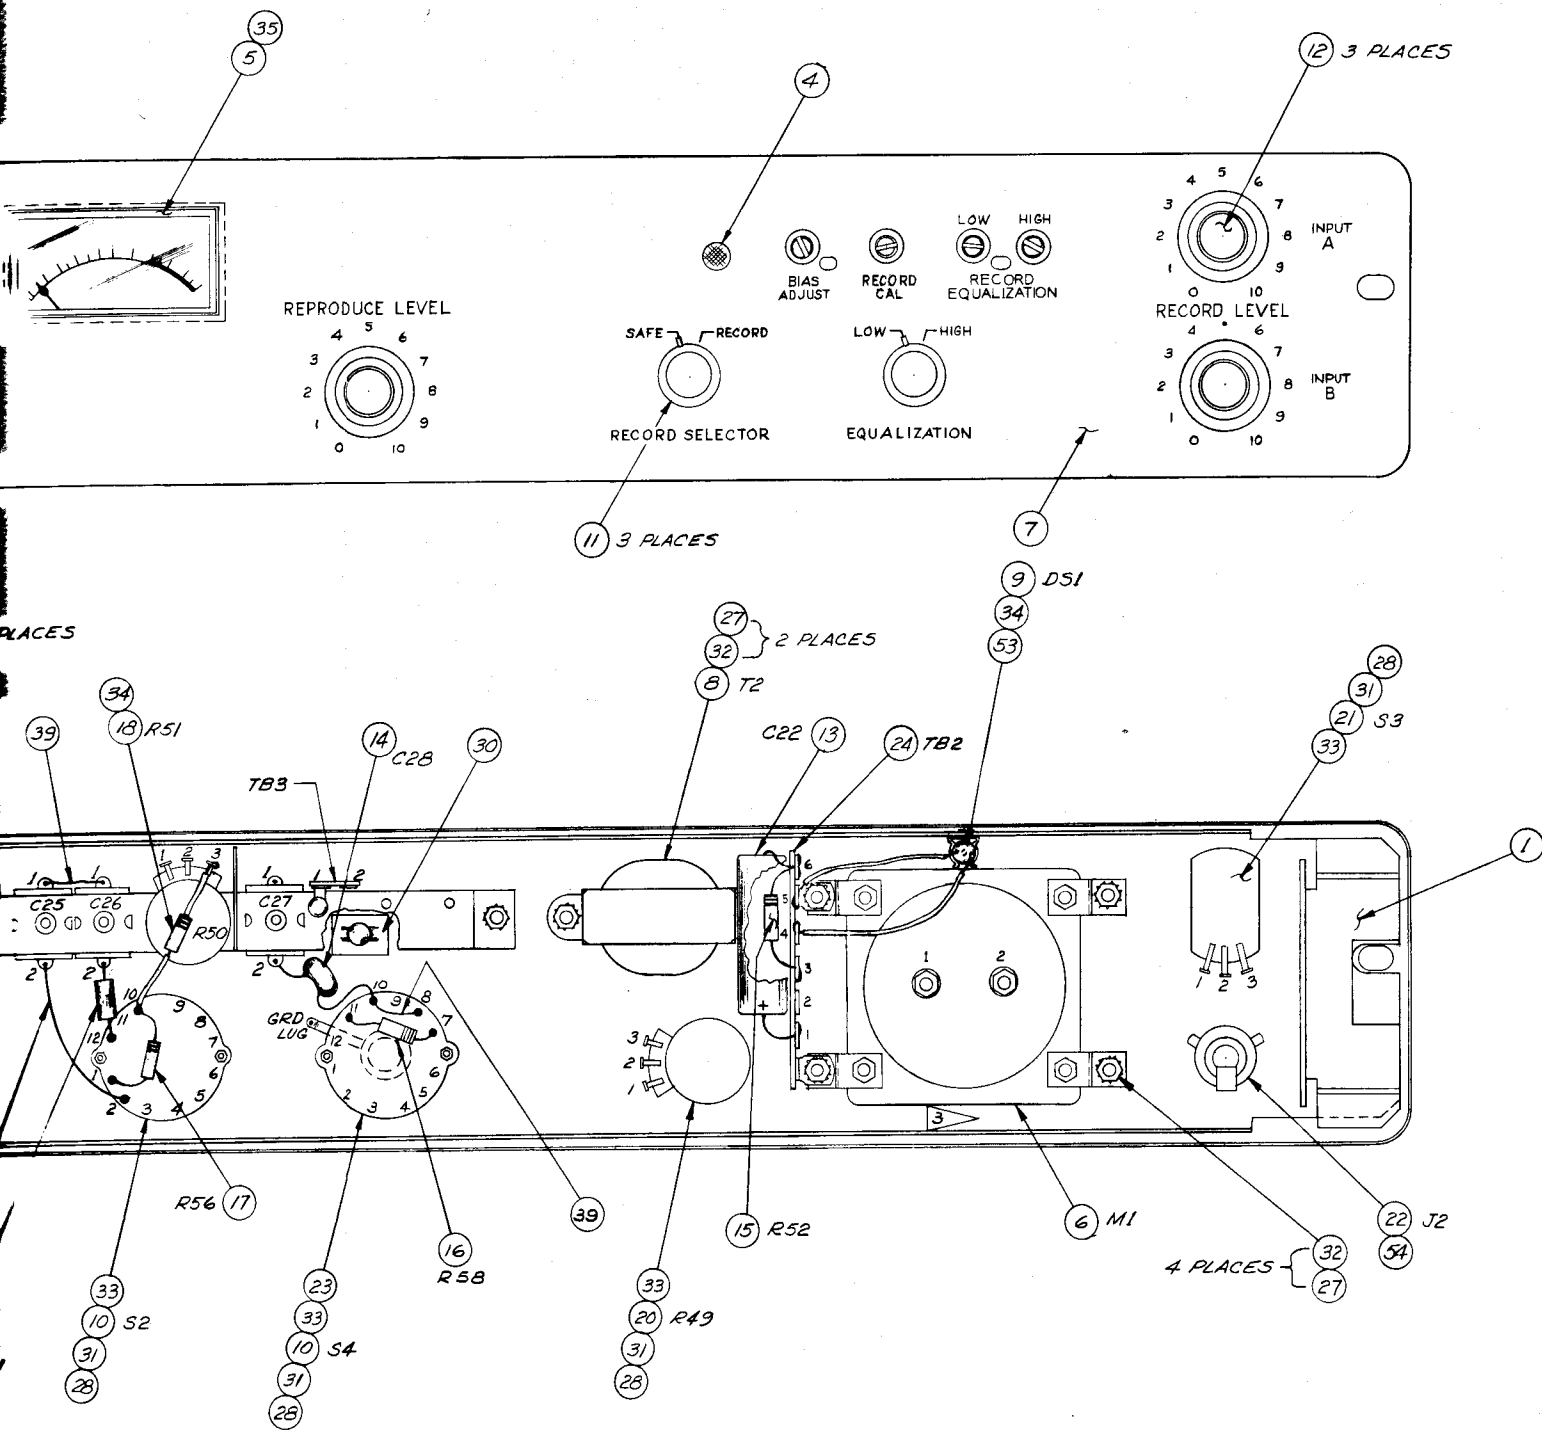 35
5
4
12 3 PLACES
5
4 6
3 7
2 8
1 9
0 10
INPUT
A
LOW HIGH
BIAS
ADJUST
RECORD
CAL
RECORD
EQUALIZATION
REPRODUCE LEVEL
5
4 6
3 7
2 8
1 9
0 10
SAFE RECORD
RECORD SELECTOR
LOW HIGH
EQUALIZATION
RECORD LEVEL
4 6
3 7
2 8
1 9
0 10
INPUT
B
11 3 PLACES
7
9 DS1
34
53
PLACES
27
32
2 PLACES
8 T2
28
31
21 S3
33
34
18 R51
39
14
C28
30
TB3
C22 13
24 TB2
1
1 1
1 2 3
1
1 2
C25 C26
R50
C27
2 2
2
6
5
4
3
2
1
+
1 2
1 2 3
10
9
8
7
6
5
4
3
2
1
12
11
10
9
8
7
6
5
4
3
2
1
12
11
GRD
LUG
3
2
1
3
R56 17
39
16
R58
15 R52
6 M1
22 J2
54
4 PLACES
32
27
33
10 S2
31
28
23
33
10 S4
31
28
33
20 R49
31
28